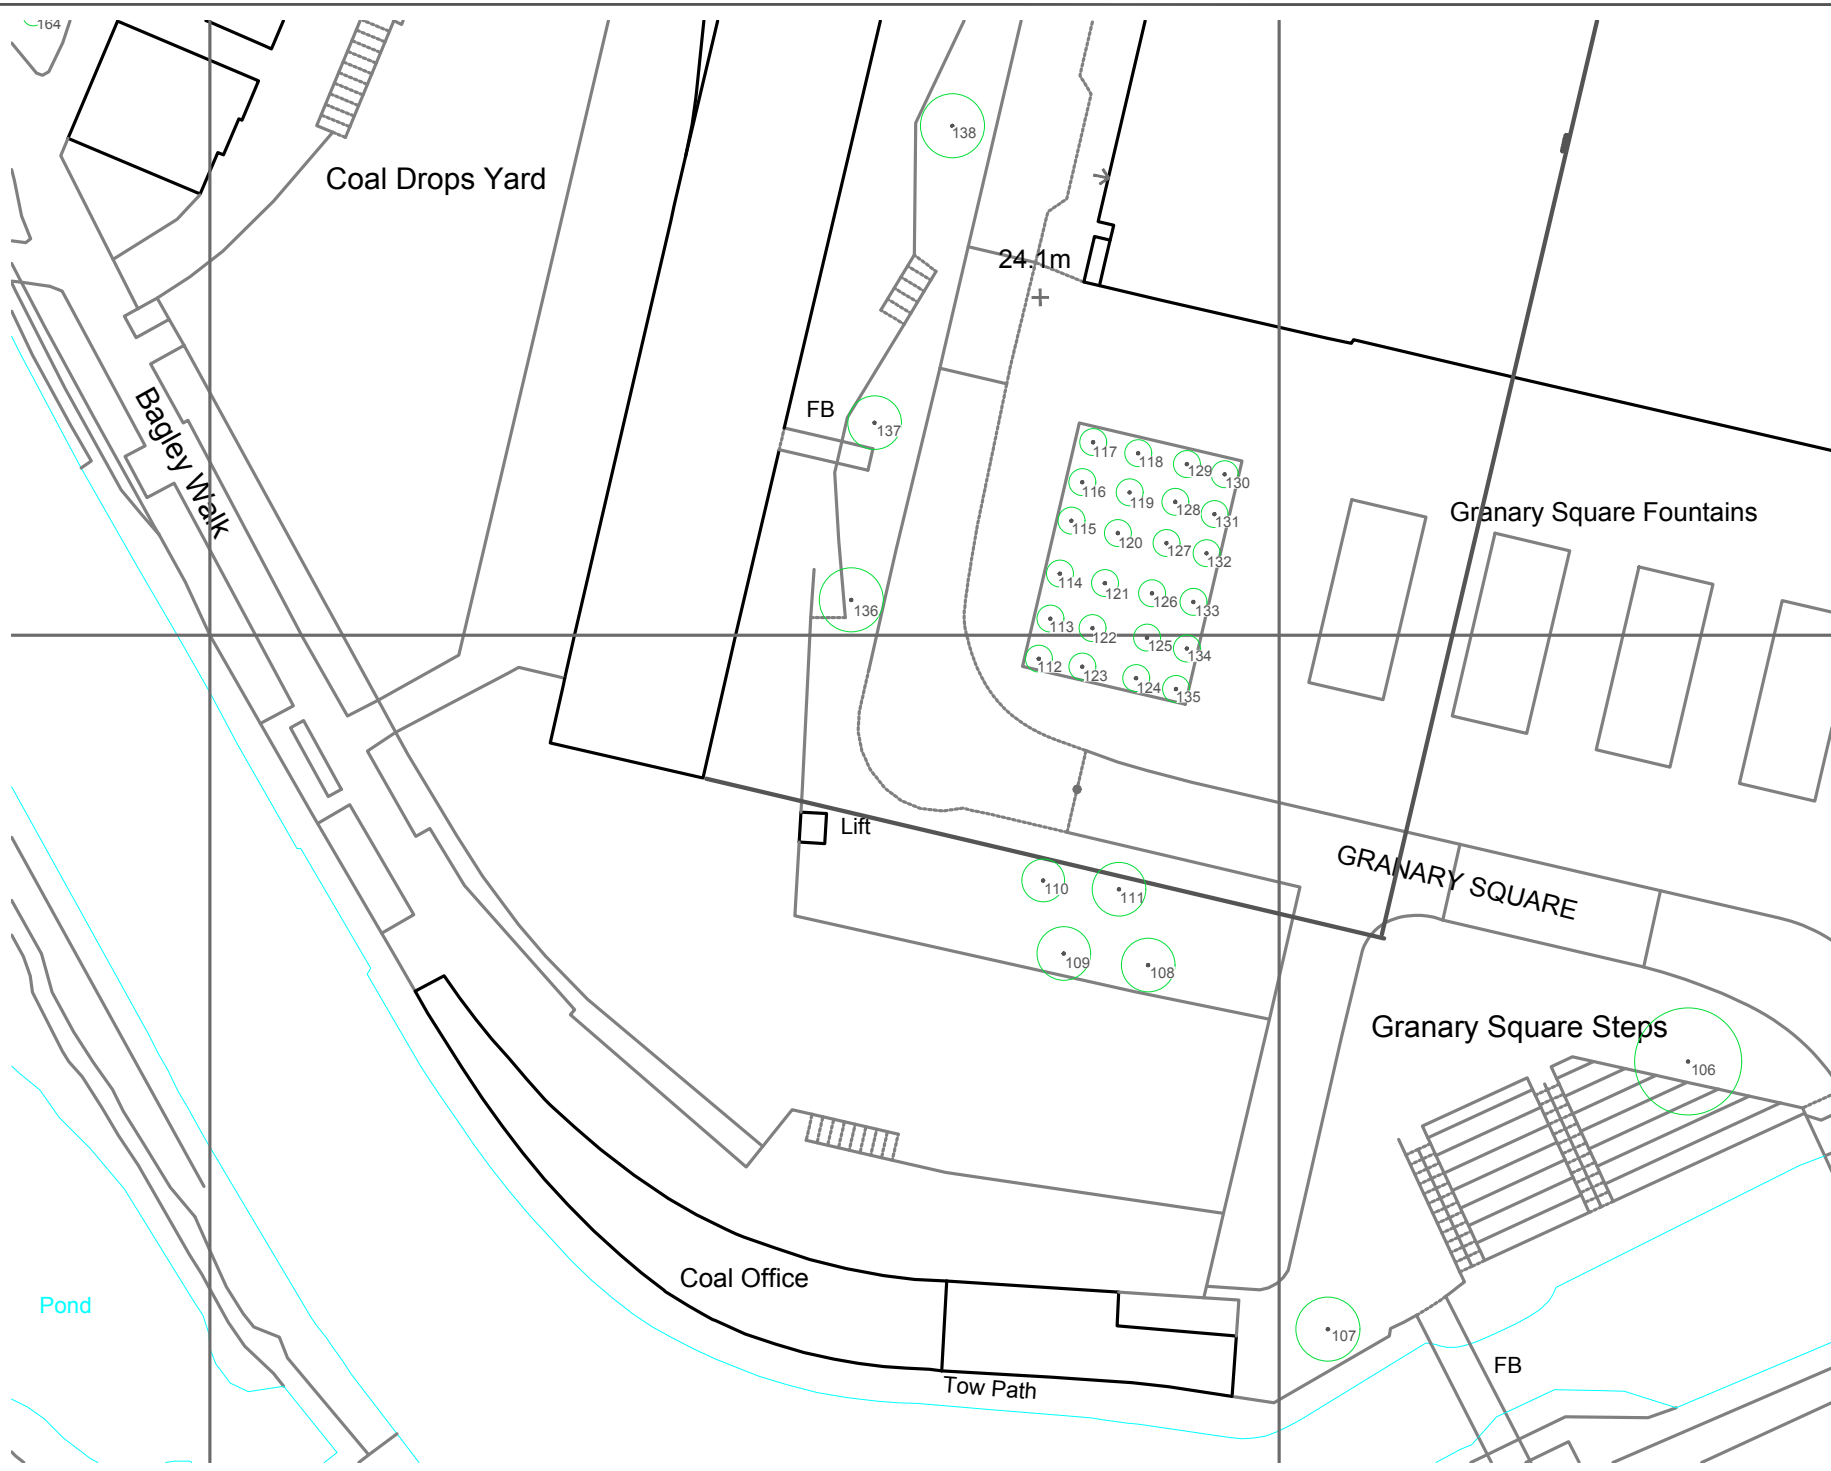 164
138
Coal Drops Yard
24.1m
Bagley Walk
FB
137
117
118
129
130
116
119
128
131
Granary Square Fountains
115
120
127
132
114
121
126
133
136
113
122
125
134
112
123
124
135
Lift
GRANARY SQUARE
110
111
109
108
Granary Square Steps
106
Coal Office
Pond
107
FB
Tow Path